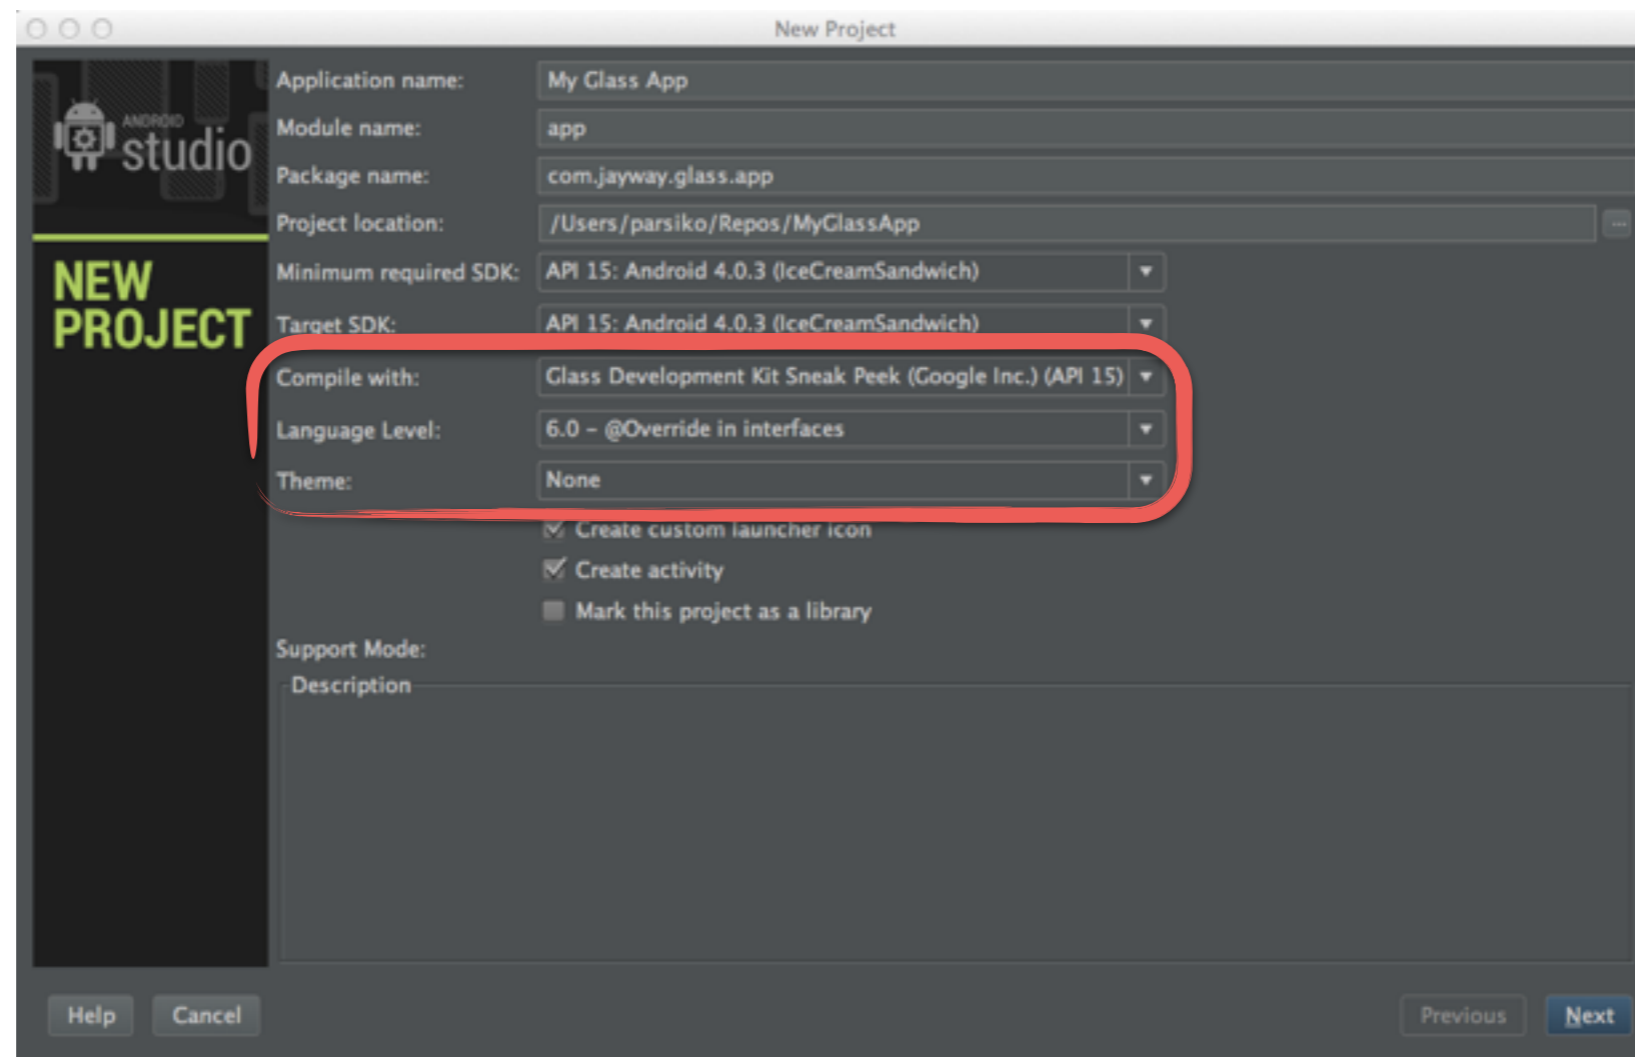 New Project
ANDROID
studio
NEW
PROJECT
Application name: My Glass App
Module name: app
Package name: com.jayway.glass.app
Project location: /Users/parsiko/Repos/MyGlassApp ...
Minimum required SDK: API 15: Android 4.0.3 (IceCreamSandwich)
Target SDK: API 15: Android 4.0.3 (IceCreamSandwich)
Compile with: Glass Development Kit Sneak Peek (Google Inc.) (API 15)
Language Level: 6.0 – @Override in interfaces
Theme: None
Create custom launcher icon
Create activity
Mark this project as a library
Support Mode:
Description
Help Cancel Previous Next